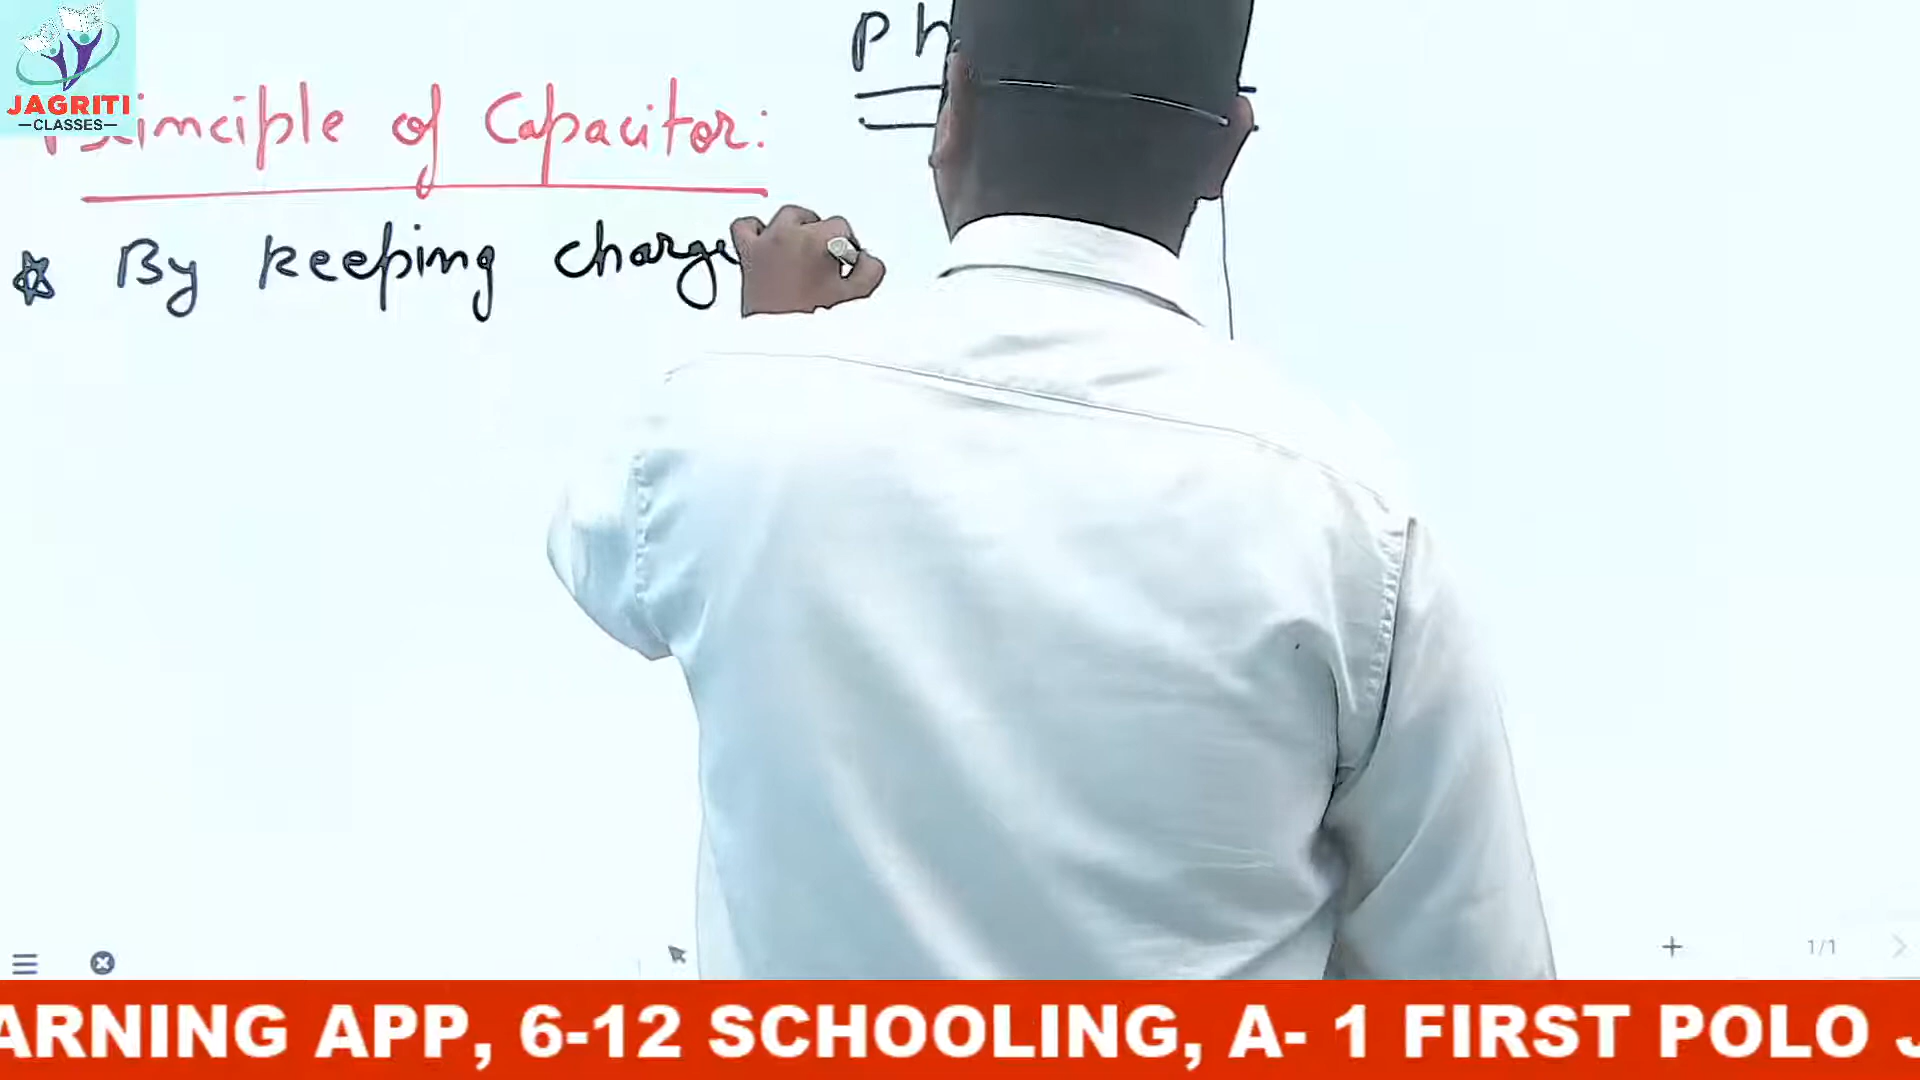 JAGRITI
—CLASSES—
Ph
Principle of Capacitor:
By keeping charge
1/1
ARNING APP, 6-12 SCHOOLING, A- 1 FIRST POLO J